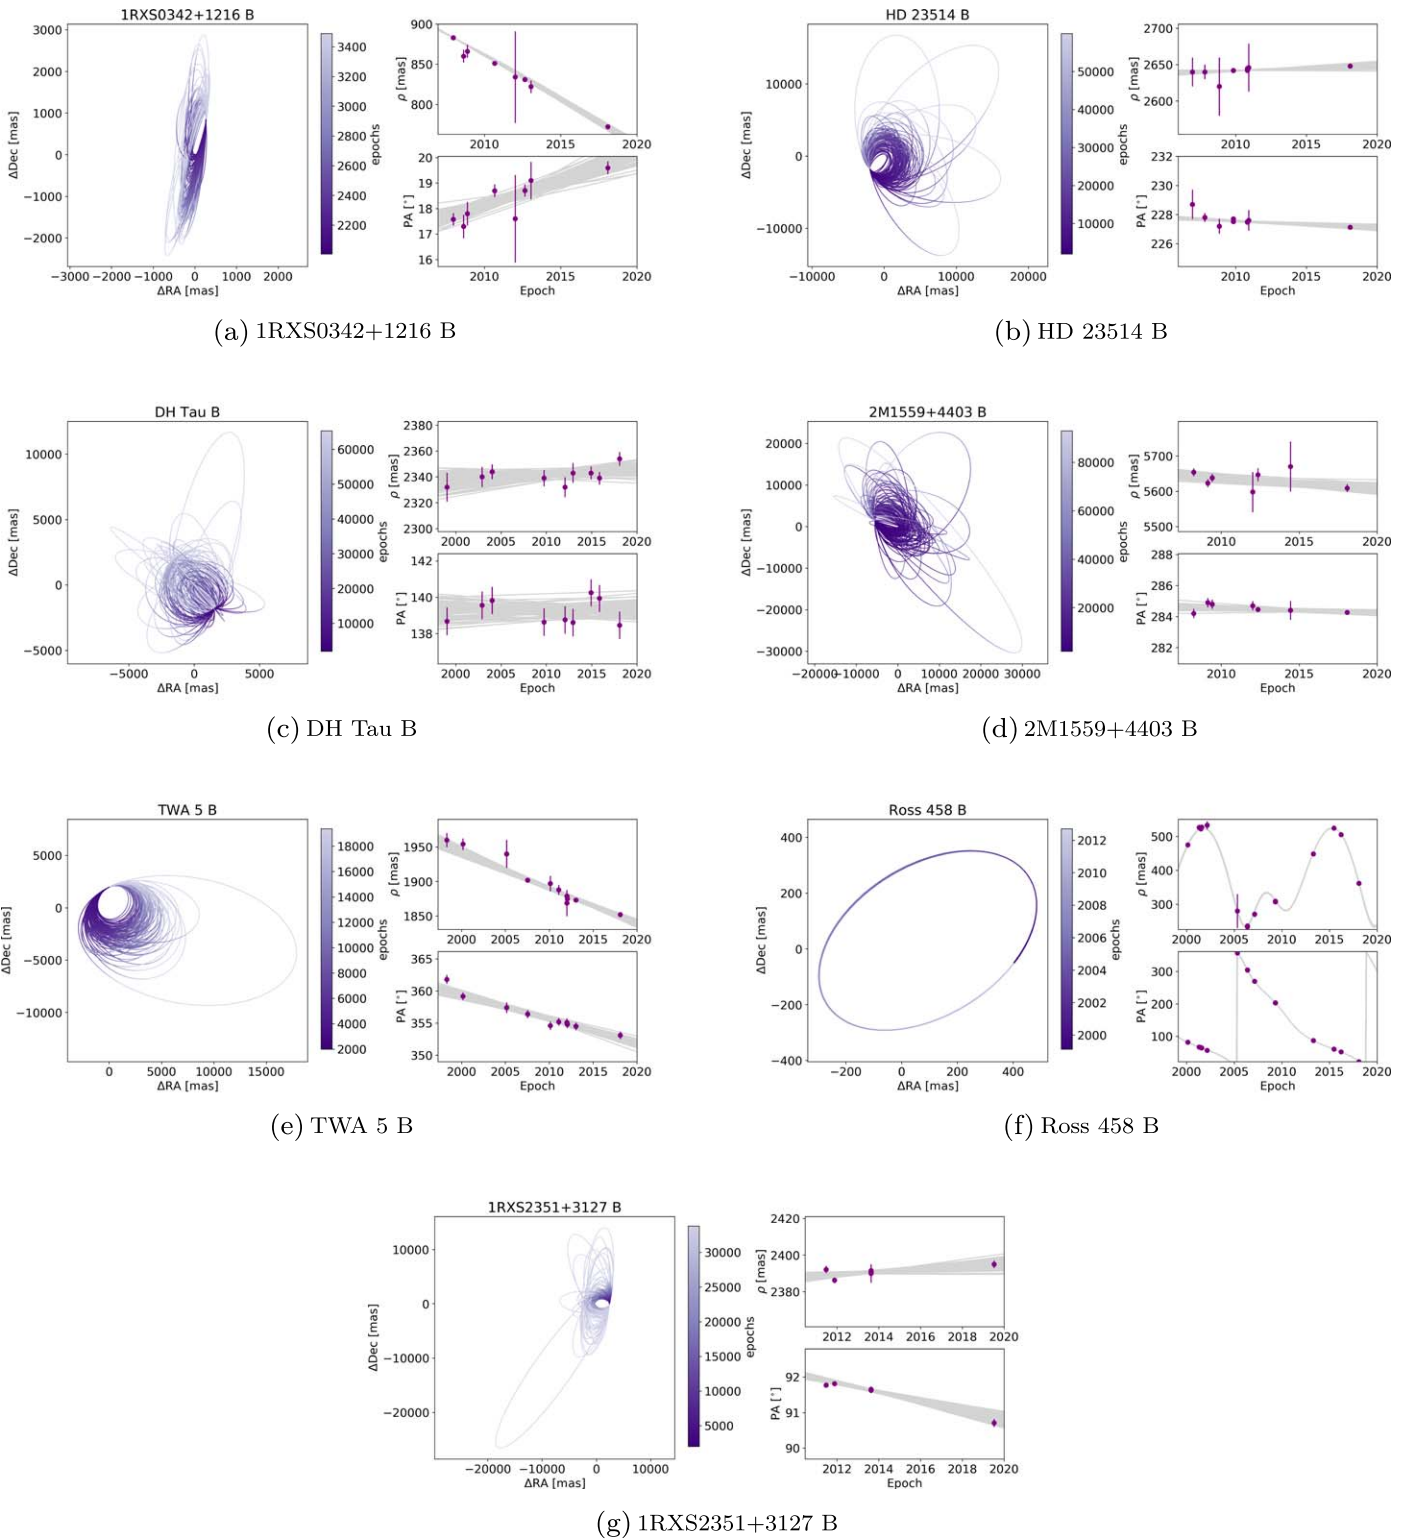 1RXS0342+1216 B
3000
2000
1000
0
−1000
−2000
ΔDec [mas]
−3000 −2000 −1000 0 1000 2000
ΔRA [mas]
3400
3200
3000
2800
2600
2400
2200
epochs
900
850
800
ρ [mas]
2010 2015 2020
20
19
18
17
16
PA [°]
2010 2015 2020
Epoch
(a) 1RXS0342+1216 B
HD 23514 B
10000
0
−10000
ΔDec [mas]
−10000 0 10000 20000
ΔRA [mas]
50000
40000
30000
20000
10000
epochs
2700
2650
2600
ρ [mas]
2010 2015 2020
232
230
228
226
PA [°]
2010 2015 2020
Epoch
(b) HD 23514 B
DH Tau B
10000
5000
0
−5000
ΔDec [mas]
−5000 0 5000
ΔRA [mas]
60000
50000
40000
30000
20000
10000
epochs
2380
2360
2340
2320
2300
ρ [mas]
2000 2005 2010 2015 2020
142
140
138
PA [°]
2000 2005 2010 2015 2020
Epoch
(c) DH Tau B
2M1559+4403 B
20000
10000
0
−10000
−20000
−30000
ΔDec [mas]
−20000 −10000 0 10000 20000 30000
ΔRA [mas]
80000
60000
40000
20000
epochs
5700
5600
5500
ρ [mas]
2010 2015 2020
288
286
284
282
PA [°]
2010 2015 2020
Epoch
(d) 2M1559+4403 B
TWA 5 B
5000
0
−5000
−10000
ΔDec [mas]
0 5000 10000 15000
ΔRA [mas]
18000
16000
14000
12000
10000
8000
6000
4000
2000
epochs
1950
1900
1850
ρ [mas]
2000 2005 2010 2015 2020
365
360
355
350
PA [°]
2000 2005 2010 2015 2020
Epoch
(e) TWA 5 B
Ross 458 B
400
200
0
−200
−400
ΔDec [mas]
−200 0 200 400
ΔRA [mas]
2012
2010
2008
2006
2004
2002
2000
epochs
500
400
300
ρ [mas]
2000 2005 2010 2015 2020
300
200
100
PA [°]
2000 2005 2010 2015 2020
Epoch
(f) Ross 458 B
1RXS2351+3127 B
10000
0
−10000
−20000
ΔDec [mas]
−20000 −10000 0 10000
ΔRA [mas]
30000
25000
20000
15000
10000
5000
epochs
2420
2400
2380
ρ [mas]
2012 2014 2016 2018 2020
92
91
90
PA [°]
2012 2014 2016 2018 2020
Epoch
(g) 1RXS2351+3127 B